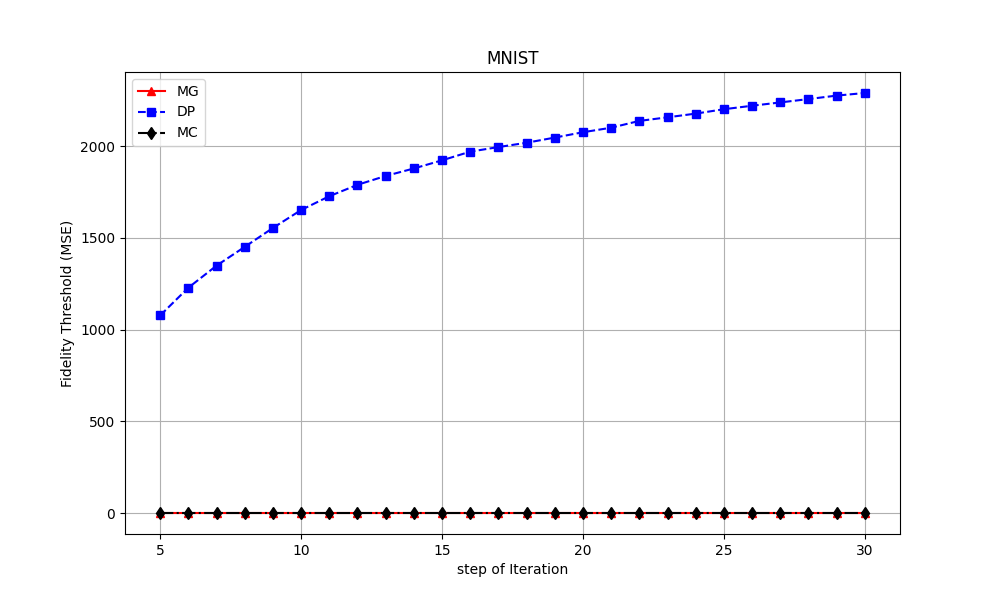 MNIST
MG
DP
MC
Fidelity Threshold (MSE)
2000
1500
1000
500
0
5 10 15 20 25 30
step of Iteration